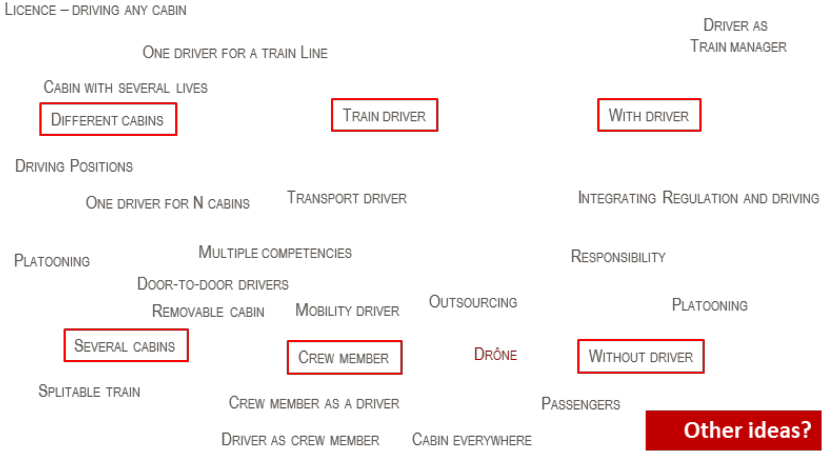 LICENCE – DRIVING ANY CABIN
DRIVER AS
TRAIN MANAGER
ONE DRIVER FOR A TRAIN LINE
CABIN WITH SEVERAL LIVES
DIFFERENT CABINS
TRAIN DRIVER
WITH DRIVER
DRIVING POSITIONS
ONE DRIVER FOR N CABINS
TRANSPORT DRIVER
INTEGRATING REGULATION AND DRIVING
MULTIPLE COMPETENCIES
PLATOONING
RESPONSIBILITY
DOOR-TO-DOOR DRIVERS
REMOVABLE CABIN
MOBILITY DRIVER
OUTSOURCING
PLATOONING
SEVERAL CABINS
CREW MEMBER
DRÔNE
WITHOUT DRIVER
SPLITABLE TRAIN
CREW MEMBER AS A DRIVER
PASSENGERS
Other ideas?
DRIVER AS CREW MEMBER
CABIN EVERYWHERE